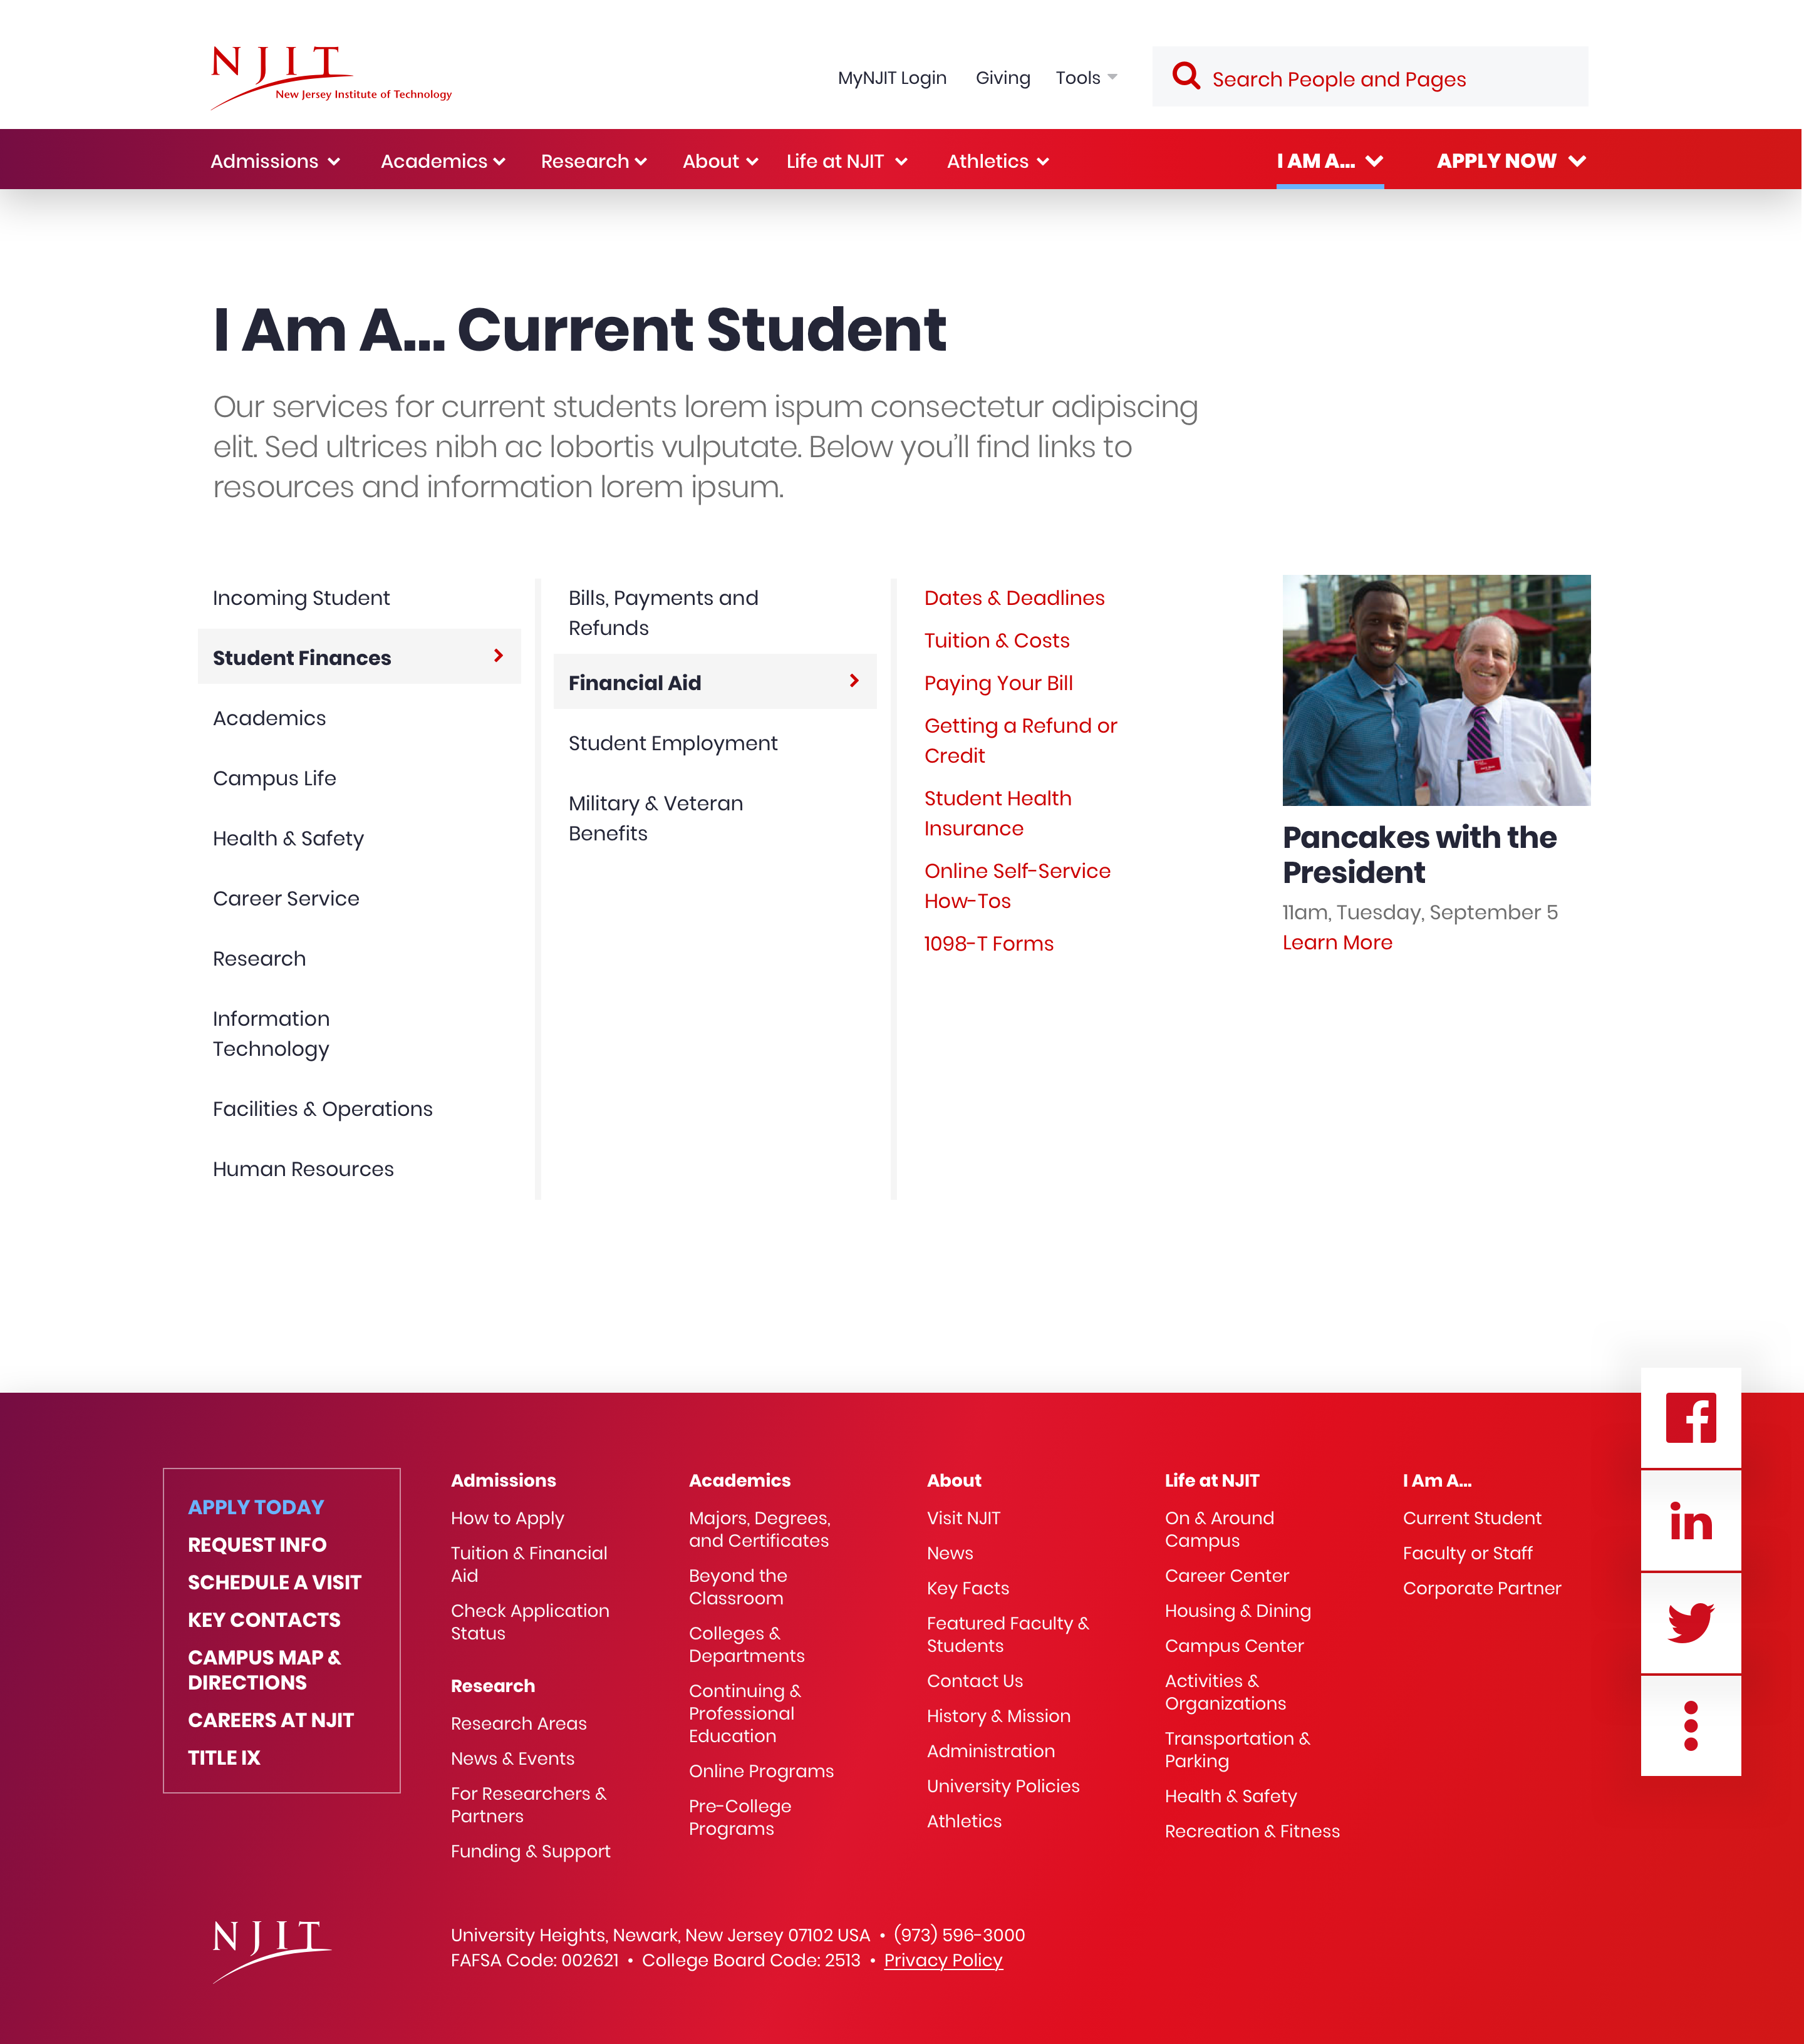 NJIT
New Jersey Institute of Technology
MyNJIT Login
Giving
Tools
Search People and Pages
Admissions
Academics
Research
About
Life at NJIT
Athletics
I AM A...
APPLY NOW
I Am A... Current Student
Our services for current students lorem ispum consectetur adipiscing
elit. Sed ultrices nibh ac lobortis vulputate. Below you'll find links to
resources and information lorem ipsum.
Incoming Student
Student Finances
Academics
Campus Life
Health & Safety
Career Service
Research
Information
Technology
Facilities & Operations
Human Resources
Bills, Payments and
Refunds
Financial Aid
Student Employment
Military & Veteran
Benefits
Dates & Deadlines
Tuition & Costs
Paying Your Bill
Getting a Refund or
Credit
Student Health
Insurance
Online Self-Service
How-Tos
1098-T Forms
Pancakes with the
President
11am, Tuesday, September 5
Learn More
APPLY TODAY
REQUEST INFO
SCHEDULE A VISIT
KEY CONTACTS
CAMPUS MAP &
DIRECTIONS
CAREERS AT NJIT
TITLE IX
Admissions
How to Apply
Tuition & Financial
Aid
Check Application
Status
Research
Research Areas
News & Events
For Researchers &
Partners
Funding & Support
Academics
Majors, Degrees,
and Certificates
Beyond the
Classroom
Colleges &
Departments
Continuing &
Professional
Education
Online Programs
Pre-College
Programs
About
Visit NJIT
News
Key Facts
Featured Faculty &
Students
Contact Us
History & Mission
Administration
University Policies
Athletics
Life at NJIT
On & Around
Campus
Career Center
Housing & Dining
Campus Center
Activities &
Organizations
Transportation &
Parking
Health & Safety
Recreation & Fitness
I Am A...
Current Student
Faculty or Staff
Corporate Partner
NJIT
University Heights, Newark, New Jersey 07102 USA • (973) 596-3000
FAFSA Code: 002621 • College Board Code: 2513 • Privacy Policy